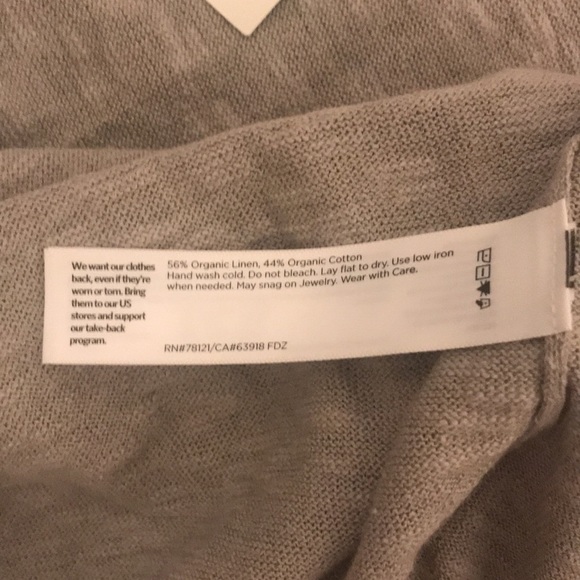 We want our clothes
back, even if they're
worn or torn. Bring
them to our US
stores and support
our take-back
program.
56% Organic Linen, 44% Organic Cotton
Hand wash cold. Do not bleach. Lay flat to dry. Use low iron
when needed. May snag on Jewelry. Wear with Care.
RN#78121/CA#63918 FDZ